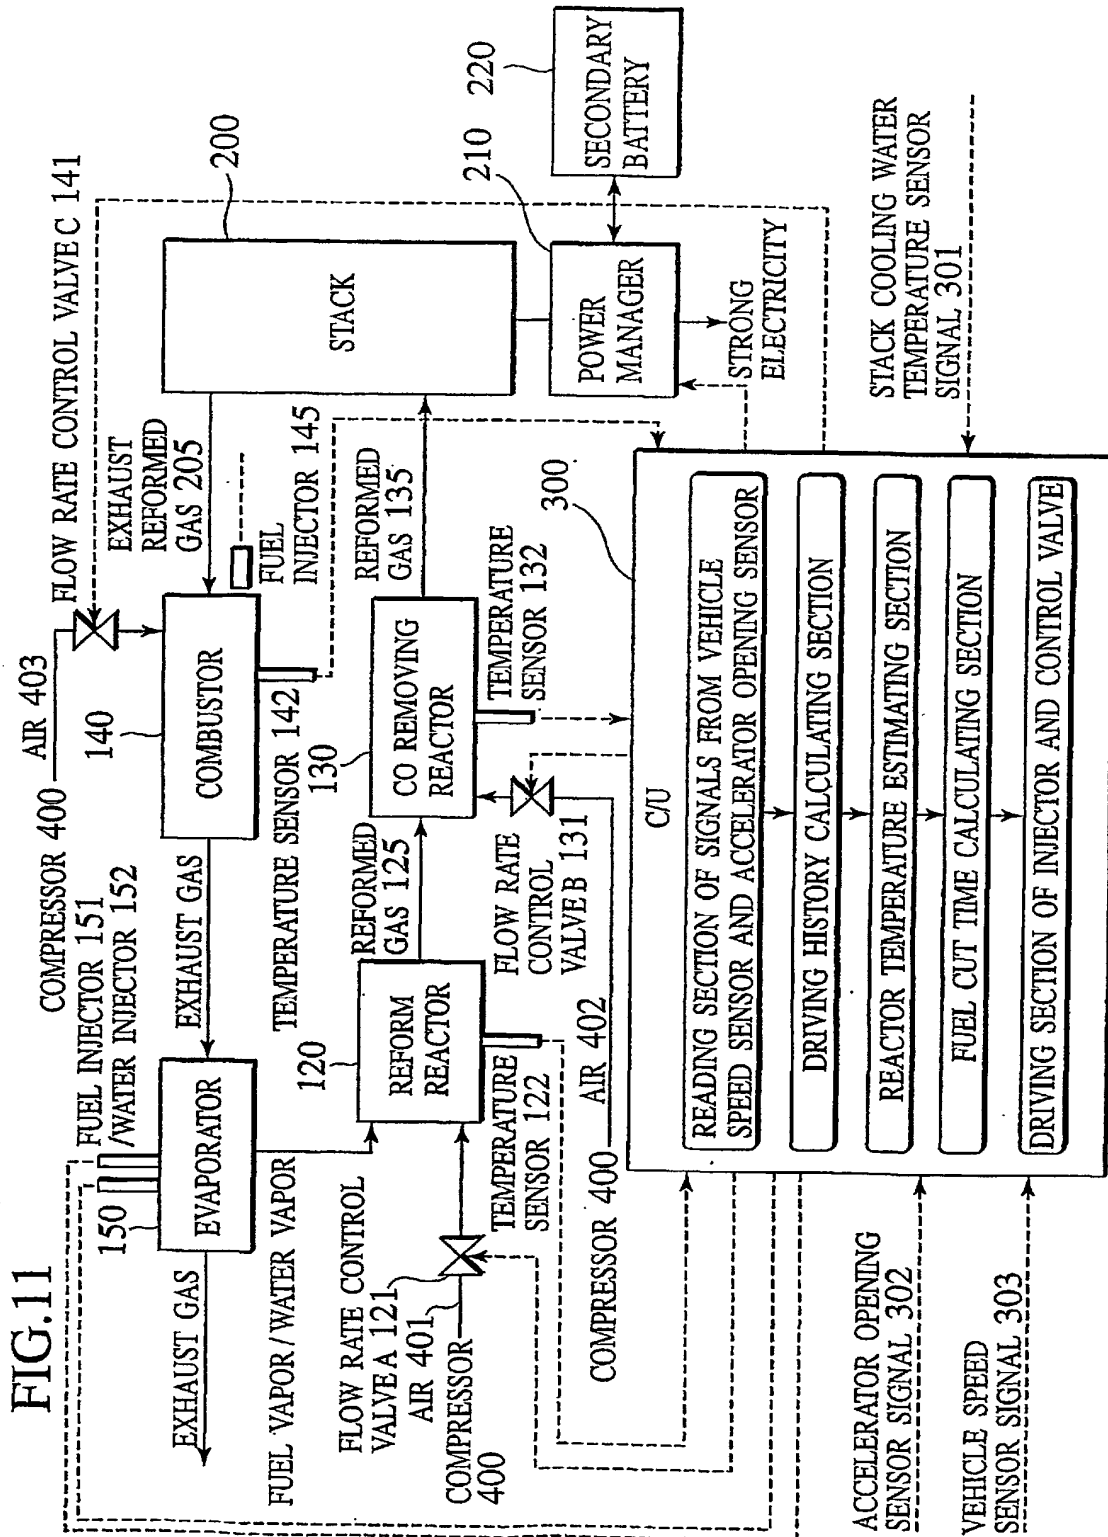 FIG.11
COMPRESSOR 400
AIR 403
FLOW RATE CONTROL VALVE C 141
FUEL INJECTOR 151
/WATER INJECTOR 152
150
EVAPORATOR
EXHAUST GAS
EXHAUST GAS
140
COMBUSTOR
TEMPERATURE SENSOR 142
EXHAUST
REFORMED
GAS 205
FUEL
INJECTOR 145
200
STACK
FUEL VAPOR/WATER VAPOR
FLOW RATE CONTROL
VALVE A 121
AIR 401
COMPRESSOR
400
120
REFORM
REACTOR
TEMPERATURE
SENSOR 122
REFORMED
GAS 125
130
CO REMOVING
REACTOR
TEMPERATURE
SENSOR 132
REFORMED
GAS 135
FLOW RATE
CONTROL
VALVE B 131
COMPRESSOR 400
AIR 402
210
POWER
MANAGER
220
SECONDARY
BATTERY
STRONG
ELECTRICITY
300
C/U
READING SECTION OF SIGNALS FROM VEHICLE
SPEED SENSOR AND ACCELERATOR OPENING SENSOR
DRIVING HISTORY CALCULATING SECTION
REACTOR TEMPERATURE ESTIMATING SECTION
FUEL CUT TIME CALCULATING SECTION
DRIVING SECTION OF INJECTOR AND CONTROL VALVE
STACK COOLING WATER
TEMPERATURE SENSOR
SIGNAL 301
ACCELERATOR OPENING
SENSOR SIGNAL 302
VEHICLE SPEED
SENSOR SIGNAL 303